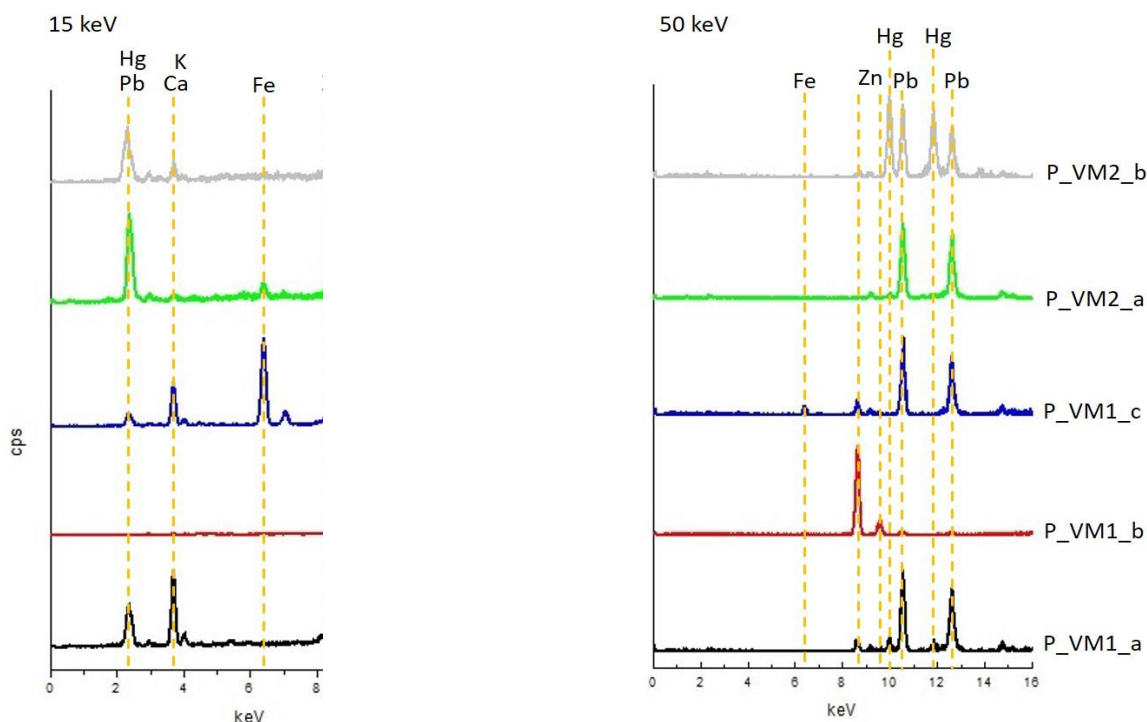 15 keV
Hg K
Pb Ca Fe
cps
0 2 4 6 8
keV
50 keV
Hg Hg
Fe Zn Pb Pb
P_VM2_b
P_VM2_a
P_VM1_c
P_VM1_b
P_VM1_a
0 2 4 6 8 10 12 14 16
keV